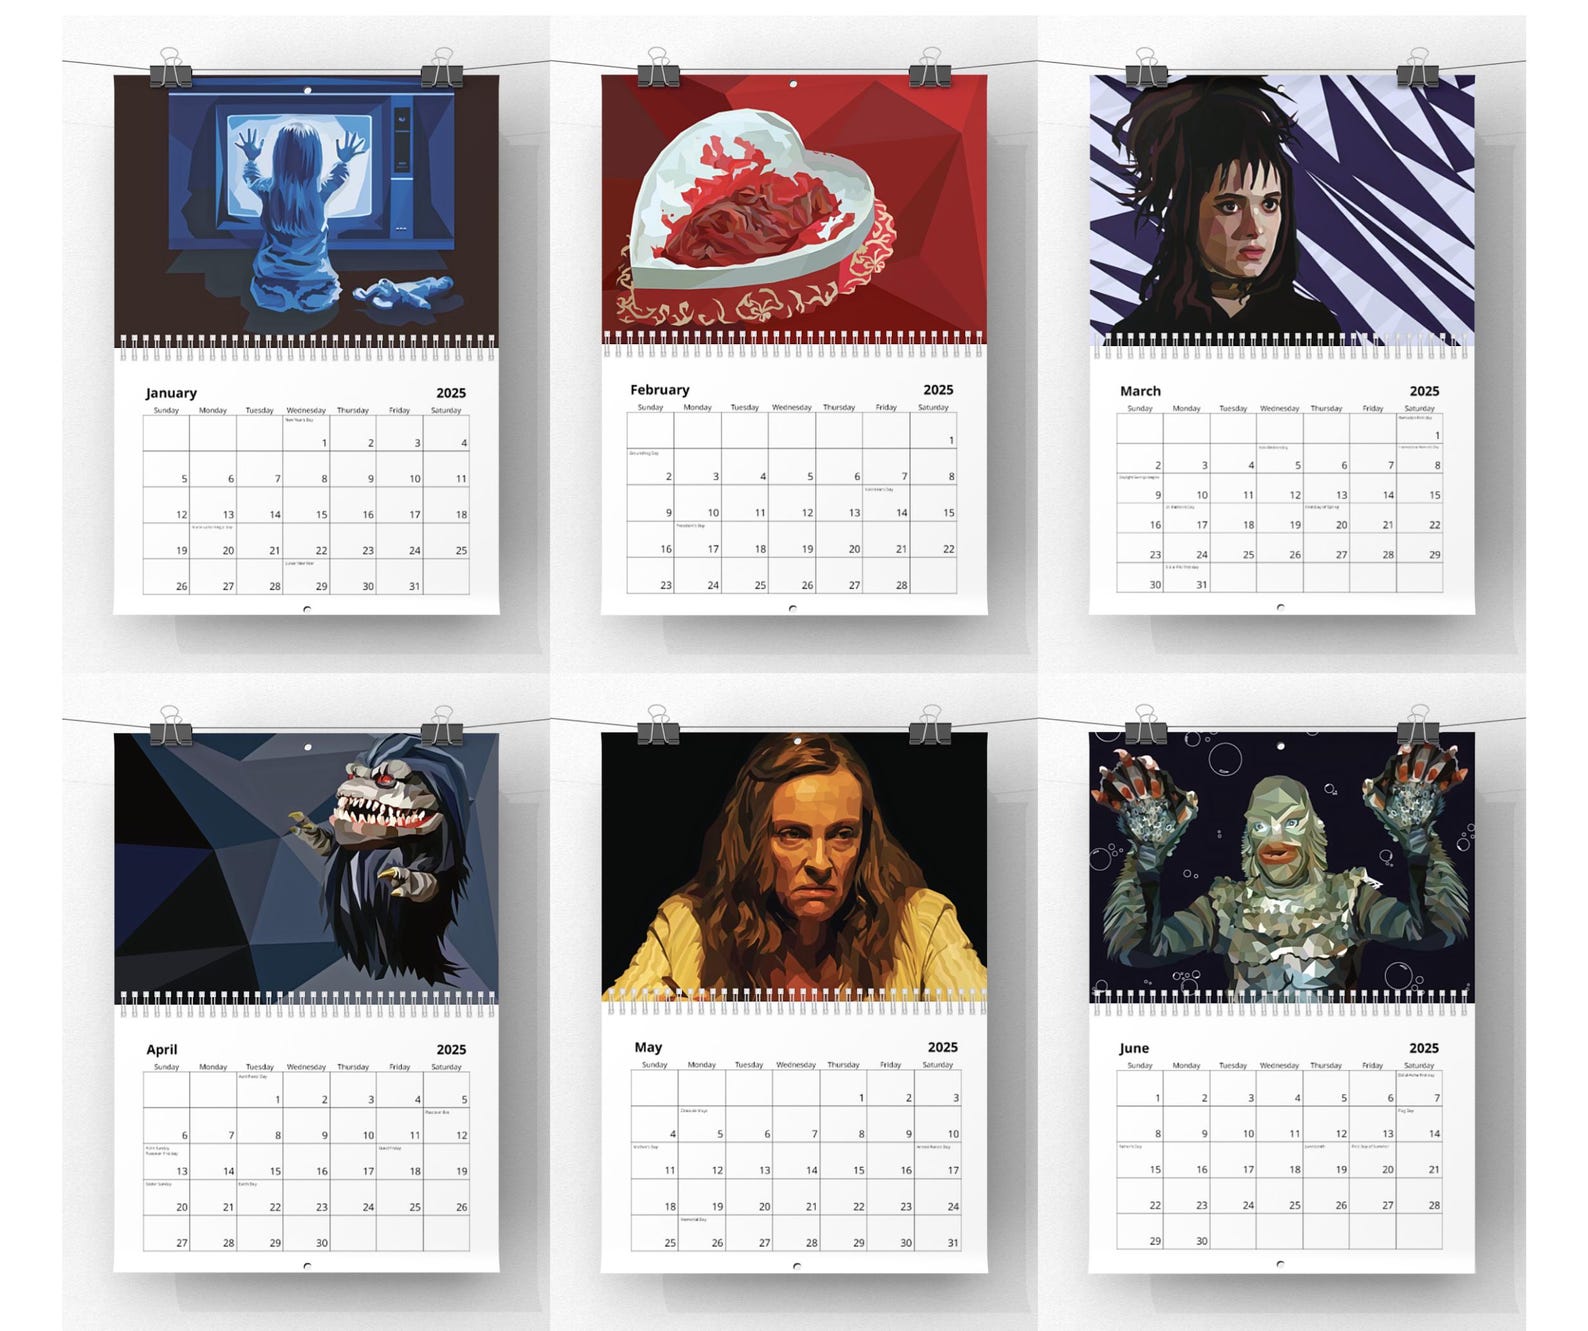 January 2025
Sunday Monday Tuesday Wednesday Thursday Friday Saturday
New Year's Day
1 2 3 4
5 6 7 8 9 10 11
12 13 14 15 16 17 18
19 20 21 22 23 24 25
Lunar New Year
26 27 28 29 30 31
February 2025
Sunday Monday Tuesday Wednesday Thursday Friday Saturday
1
Groundhog Day
2 3 4 5 6 7 8
Valentine's Day
9 10 11 12 13 14 15
President's Day
16 17 18 19 20 21 22
23 24 25 26 27 28
March 2025
Sunday Monday Tuesday Wednesday Thursday Friday Saturday
Ramadan First day
1
Ash Wednesday
2 3 4 5 6 7 8
Daylight Savings begins
9 10 11 12 13 14 15
St. Patrick's Day First Day of Spring
16 17 18 19 20 21 22
23 24 25 26 27 28 29
30 31
April 2025
Sunday Monday Tuesday Wednesday Thursday Friday Saturday
April Fools' Day
1 2 3 4 5
6 7 8 9 10 11 12
Palm Sunday Good Friday
Passover First day
13 14 15 16 17 18 19
Easter Sunday Earth Day
20 21 22 23 24 25 26
27 28 29 30
May 2025
Sunday Monday Tuesday Wednesday Thursday Friday Saturday
1 2 3
Cinco de Mayo
4 5 6 7 8 9 10
Mother's Day Armed Forces Day
11 12 13 14 15 16 17
18 19 20 21 22 23 24
Memorial Day
25 26 27 28 29 30 31
June 2025
Sunday Monday Tuesday Wednesday Thursday Friday Saturday
1 2 3 4 5 6 7
Flag Day
8 9 10 11 12 13 14
Father's Day Juneteenth First Day of Summer
15 16 17 18 19 20 21
22 23 24 25 26 27 28
29 30